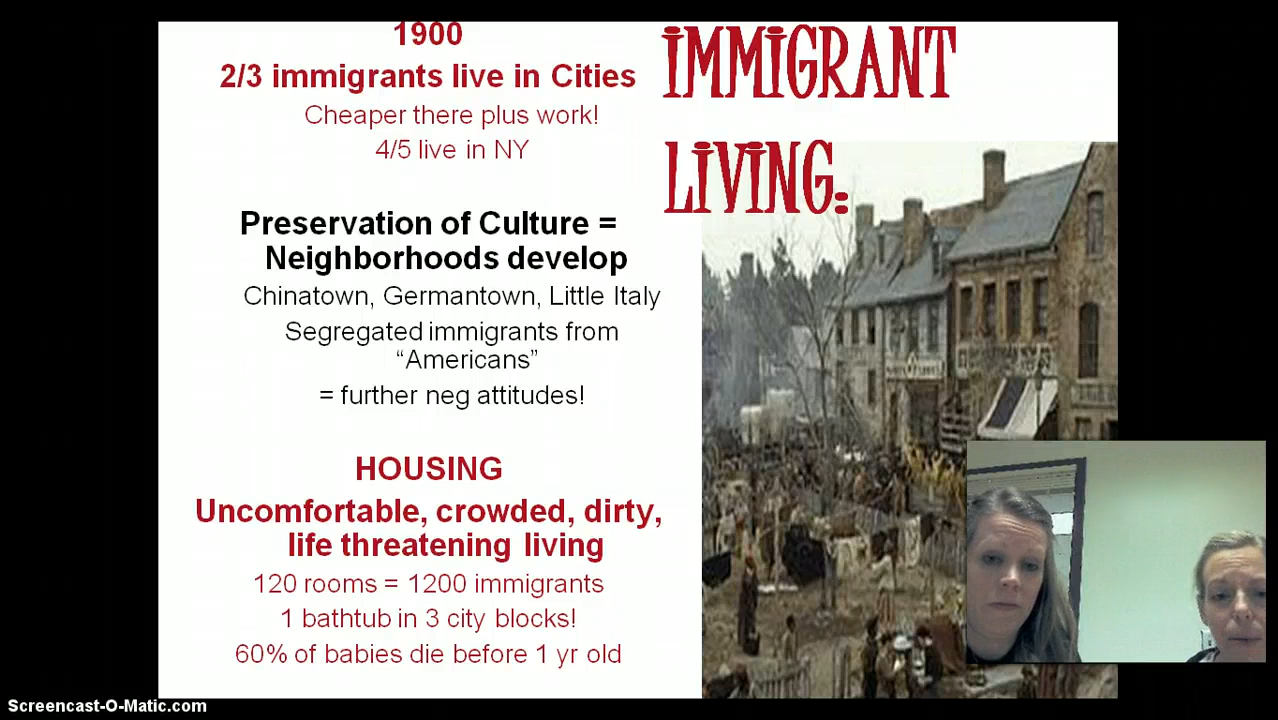 1900
2/3 immigrants live in Cities
Cheaper there plus work!
4/5 live in NY
Preservation of Culture =
Neighborhoods develop
Chinatown, Germantown, Little Italy
Segregated immigrants from
“Americans”
= further neg attitudes!
HOUSING
Uncomfortable, crowded, dirty,
life threatening living
120 rooms = 1200 immigrants
1 bathtub in 3 city blocks!
60% of babies die before 1 yr old
IMMIGRANT
LIVING:
Screencast-O-Matic.com